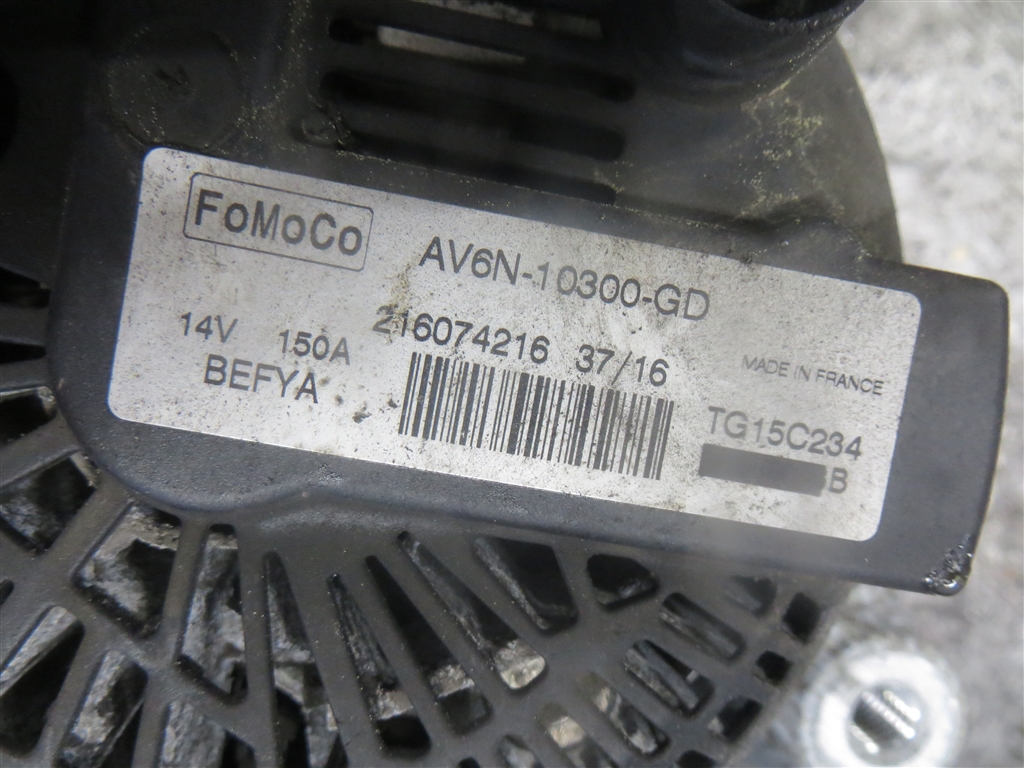 FoMoCo
AV6N-10300-GD
14V 150A 216074216 37/16
BEFYA
MADE IN FRANCE
TG15C234
B